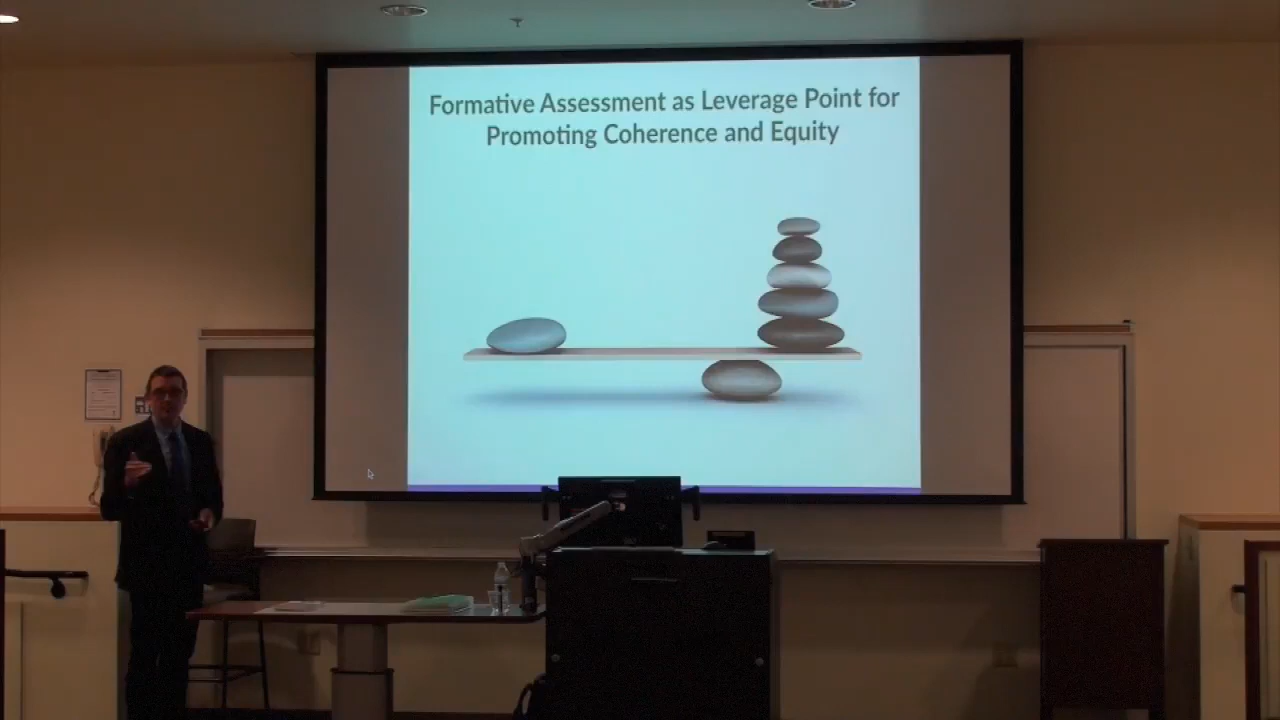 Formative Assessment as Leverage Point for
Promoting Coherence and Equity